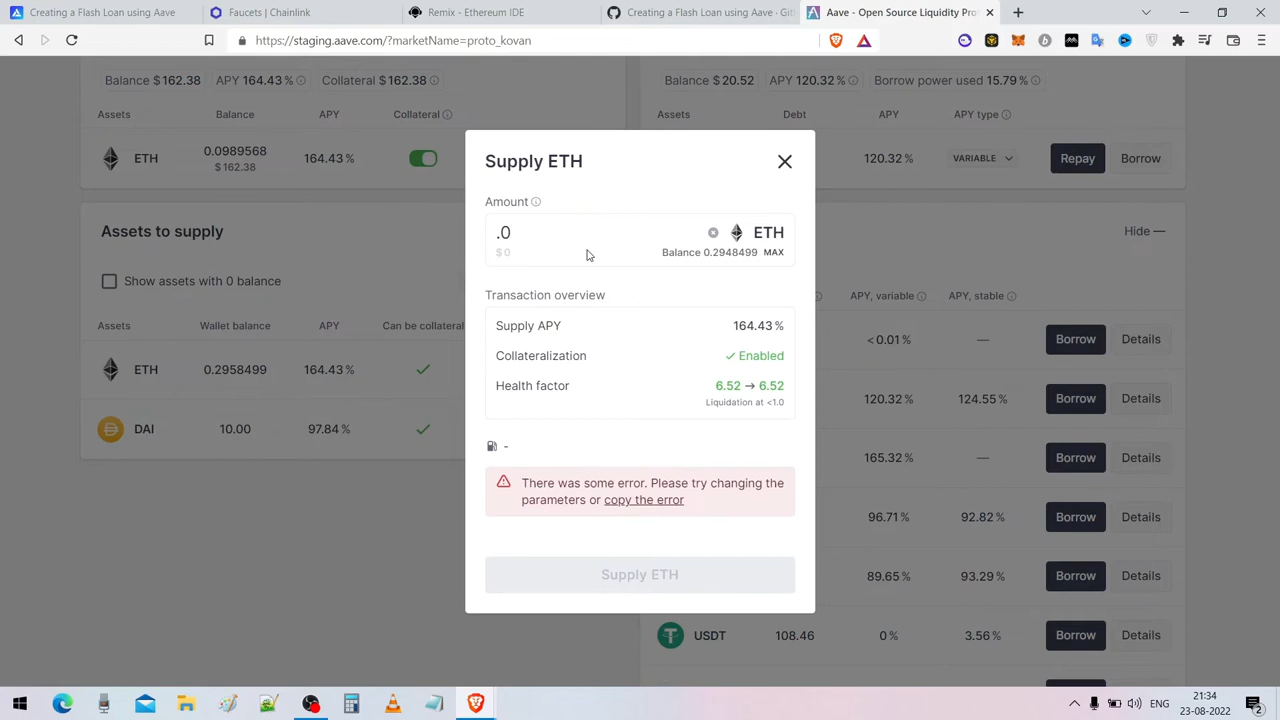 Creating a Flash Loan using Aave
Faucets | Chainlink
Remix - Ethereum IDE
Creating a Flash Loan using Aave · Gith
Aave - Open Source Liquidity Pro
https://staging.aave.com/?marketName=proto_kovan
Balance $ 162.38 APY 164.43 % Collateral $ 162.38
Balance $ 20.52 APY 120.32 % Borrow power used 15.79 %
Assets Balance APY Collateral
Assets Debt APY APY type
ETH 0.0989568 164.43 %
$ 162.38
120.32 % VARIABLE Repay Borrow
Supply ETH
Amount
.0 ETH
$ 0 Balance 0.2948499 MAX
Transaction overview
Supply APY 164.43 %
Collateralization Enabled
Health factor 6.52 → 6.52
Liquidation at <1.0
-
There was some error. Please try changing the
parameters or copy the error
Supply ETH
Assets to supply
Show assets with 0 balance
Assets Wallet balance APY Can be collateral
ETH 0.2958499 164.43 %
DAI 10.00 97.84 %
Hide —
APY, variable APY, stable
< 0.01 % — Borrow Details
120.32 % 124.55 % Borrow Details
165.32 % — Borrow Details
96.71 % 92.82 % Borrow Details
89.65 % 93.29 % Borrow Details
USDT 108.46 0 % 3.56 % Borrow Details
ENG
21:34
23-08-2022
2